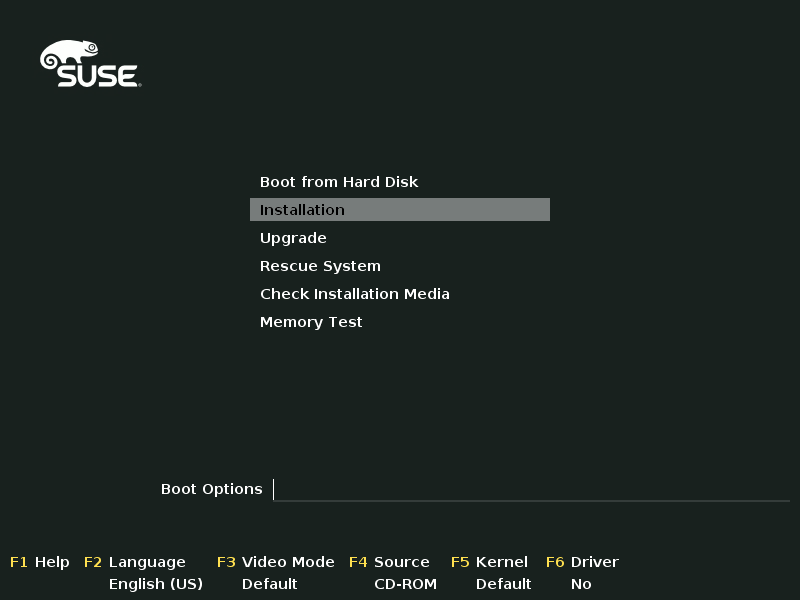 SUSE
Boot from Hard Disk
Installation
Upgrade
Rescue System
Check Installation Media
Memory Test
Boot Options
F1 Help F2 Language F3 Video Mode F4 Source F5 Kernel F6 Driver
English (US) Default CD-ROM Default No